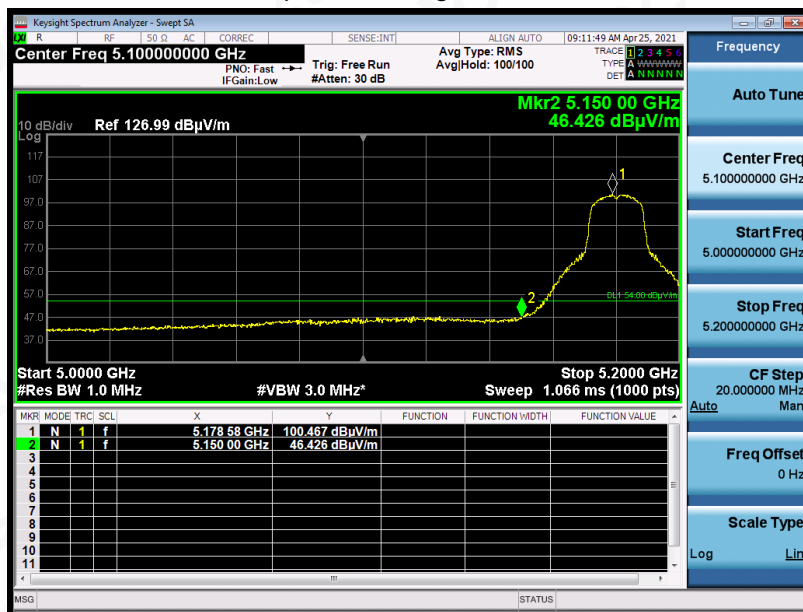 Keysight Spectrum Analyzer - Swept SA
LXI R RF 50 Ω AC CORREC SENSE:INT ALIGN AUTO 09:11:49 AM Apr 25, 2021
Center Freq 5.100000000 GHz
PNO: Fast
IFGain:Low
Trig: Free Run
#Atten: 30 dB
Avg Type: RMS
Avg|Hold: 100/100
TRACE 1 2 3 4 5 6
TYPE A WWWWW
DET A N N N N N
Mkr2 5.150 00 GHz
46.426 dBµV/m
10 dB/div Ref 126.99 dBµV/m
Log
117
107
97.0
87.0
77.0
67.0
57.0
47.0
37.0
1
2
DL1 54.00 dBµV/m
Start 5.0000 GHz Stop 5.2000 GHz
#Res BW 1.0 MHz #VBW 3.0 MHz* Sweep 1.066 ms (1000 pts)
MKR MODE TRC SCL X Y FUNCTION FUNCTION WIDTH FUNCTION VALUE
1 N 1 f 5.178 58 GHz 100.467 dBµV/m
2 N 1 f 5.150 00 GHz 46.426 dBµV/m
3
4
5
6
7
8
9
10
11
MSG STATUS
Frequency
Auto Tune
Center Freq
5.100000000 GHz
Start Freq
5.000000000 GHz
Stop Freq
5.200000000 GHz
CF Step
20.000000 MHz
Auto Man
Freq Offset
0 Hz
Scale Type
Log Lin